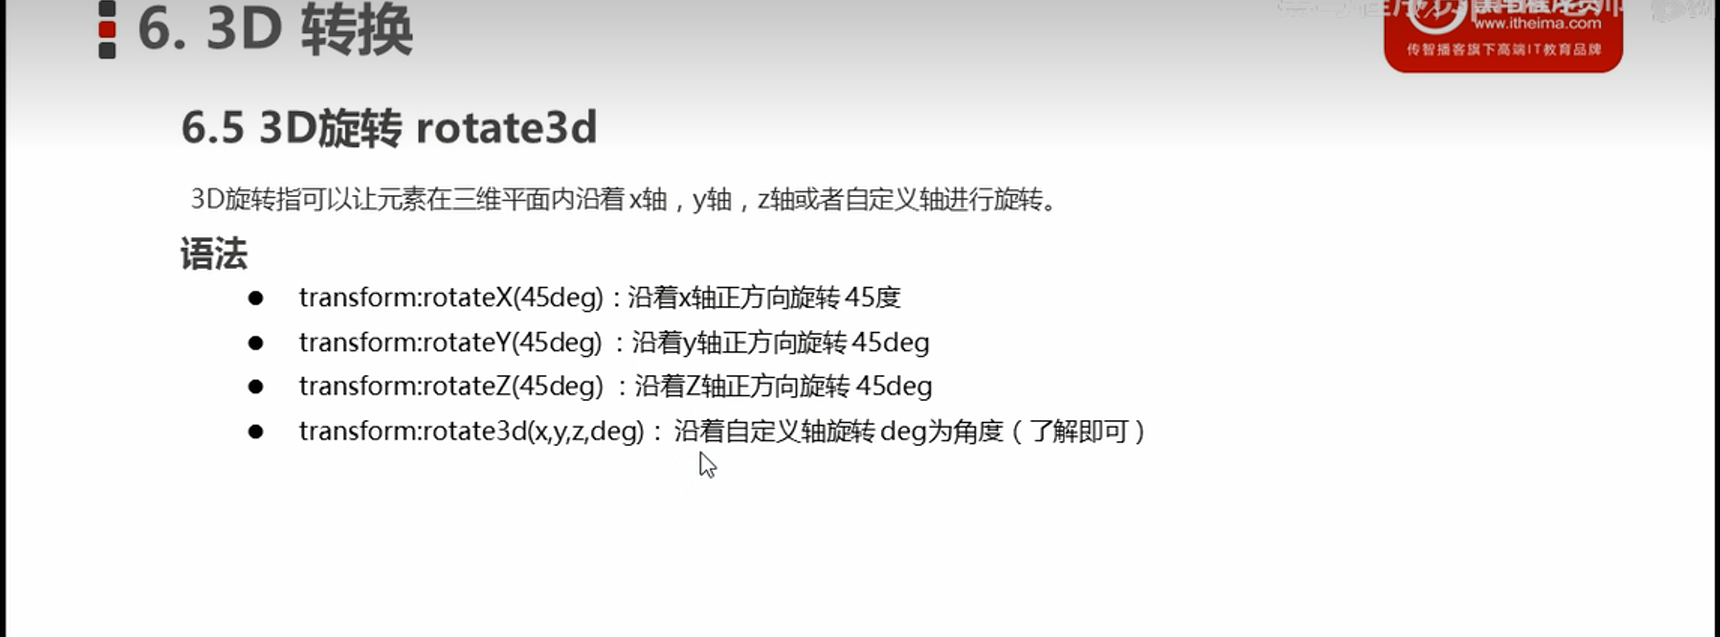 6. 3D 转换
www.itheima.com
传智播客旗下高端IT教育品牌
6.5 3D旋转 rotate3d
3D旋转指可以让元素在三维平面内沿着 x轴，y轴，z轴或者自定义轴进行旋转。
语法
● transform:rotateX(45deg)：沿着x轴正方向旋转 45度
● transform:rotateY(45deg) ：沿着y轴正方向旋转 45deg
● transform:rotateZ(45deg) ：沿着Z轴正方向旋转 45deg
● transform:rotate3d(x,y,z,deg)： 沿着自定义轴旋转 deg为角度（了解即可）